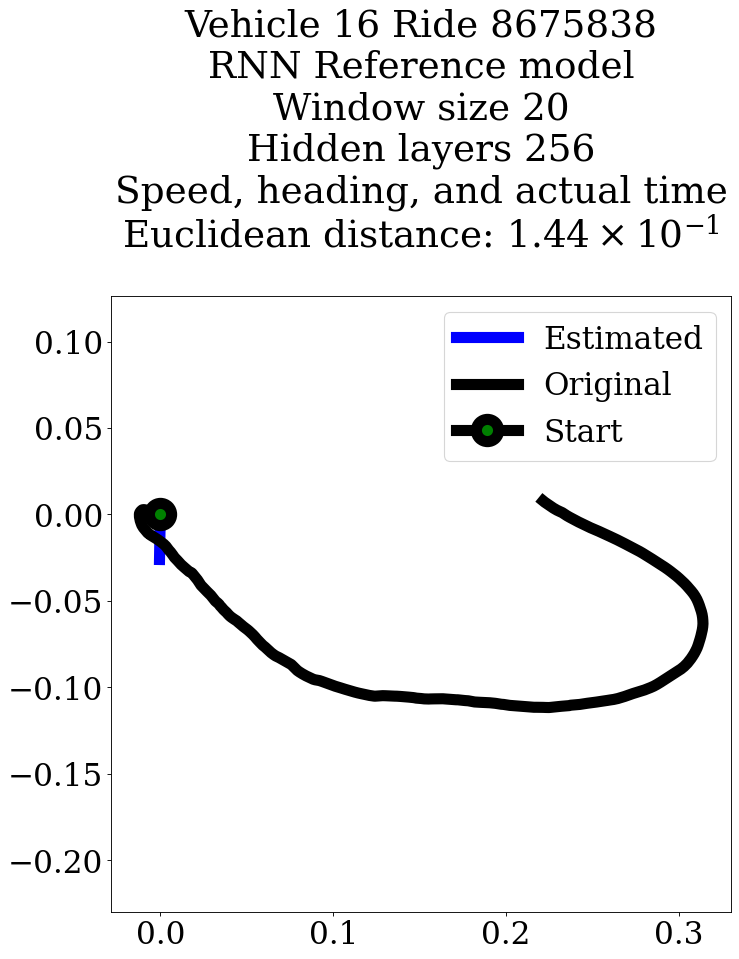 Vehicle 16 Ride 8675838
RNN Reference model
Window size 20
Hidden layers 256
Speed, heading, and actual time
Euclidean distance: 1.44 × 10⁻¹
Estimated
Original
Start
0.10
0.05
0.00
−0.05
−0.10
−0.15
−0.20
0.0 0.1 0.2 0.3